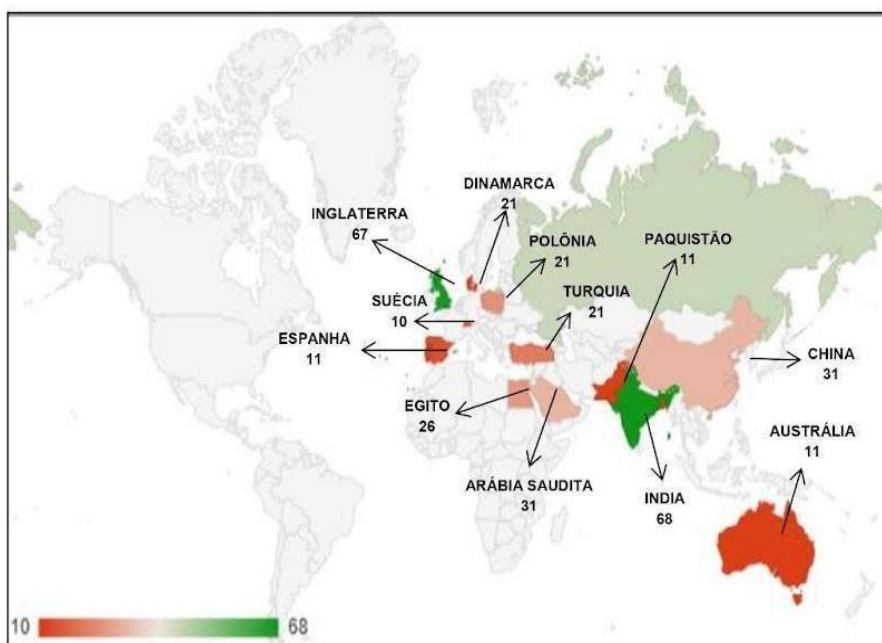 DINAMARCA
21
INGLATERRA
67
POLÔNIA
21
PAQUISTÃO
11
SUÉCIA
10
TURQUIA
21
ESPANHA
11
CHINA
31
EGITO
26
AUSTRÁLIA
11
ARÁBIA SAUDITA
31
INDIA
68
10 68